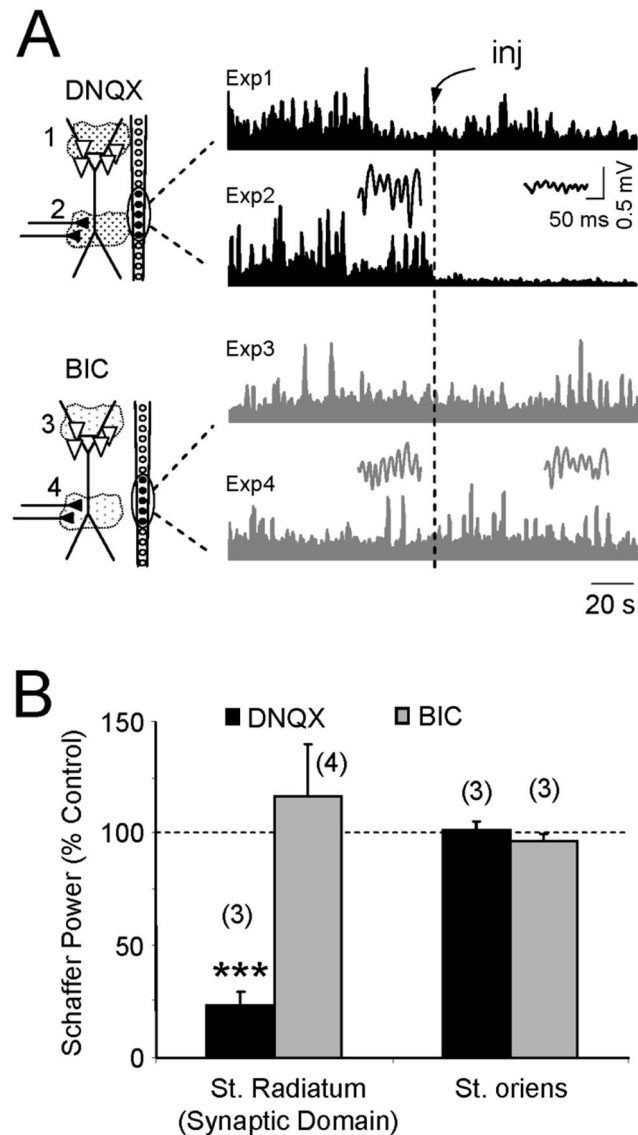 A
DNQX
1
2
Exp1
inj
Exp2
50 ms
0.5 mV
BIC
3
4
Exp3
Exp4
20 s
B
Schaffer Power (% Control)
150
100
50
0
DNQX
BIC
(3)
***
(4)
(3)
(3)
St. Radiatum
(Synaptic Domain)
St. oriens